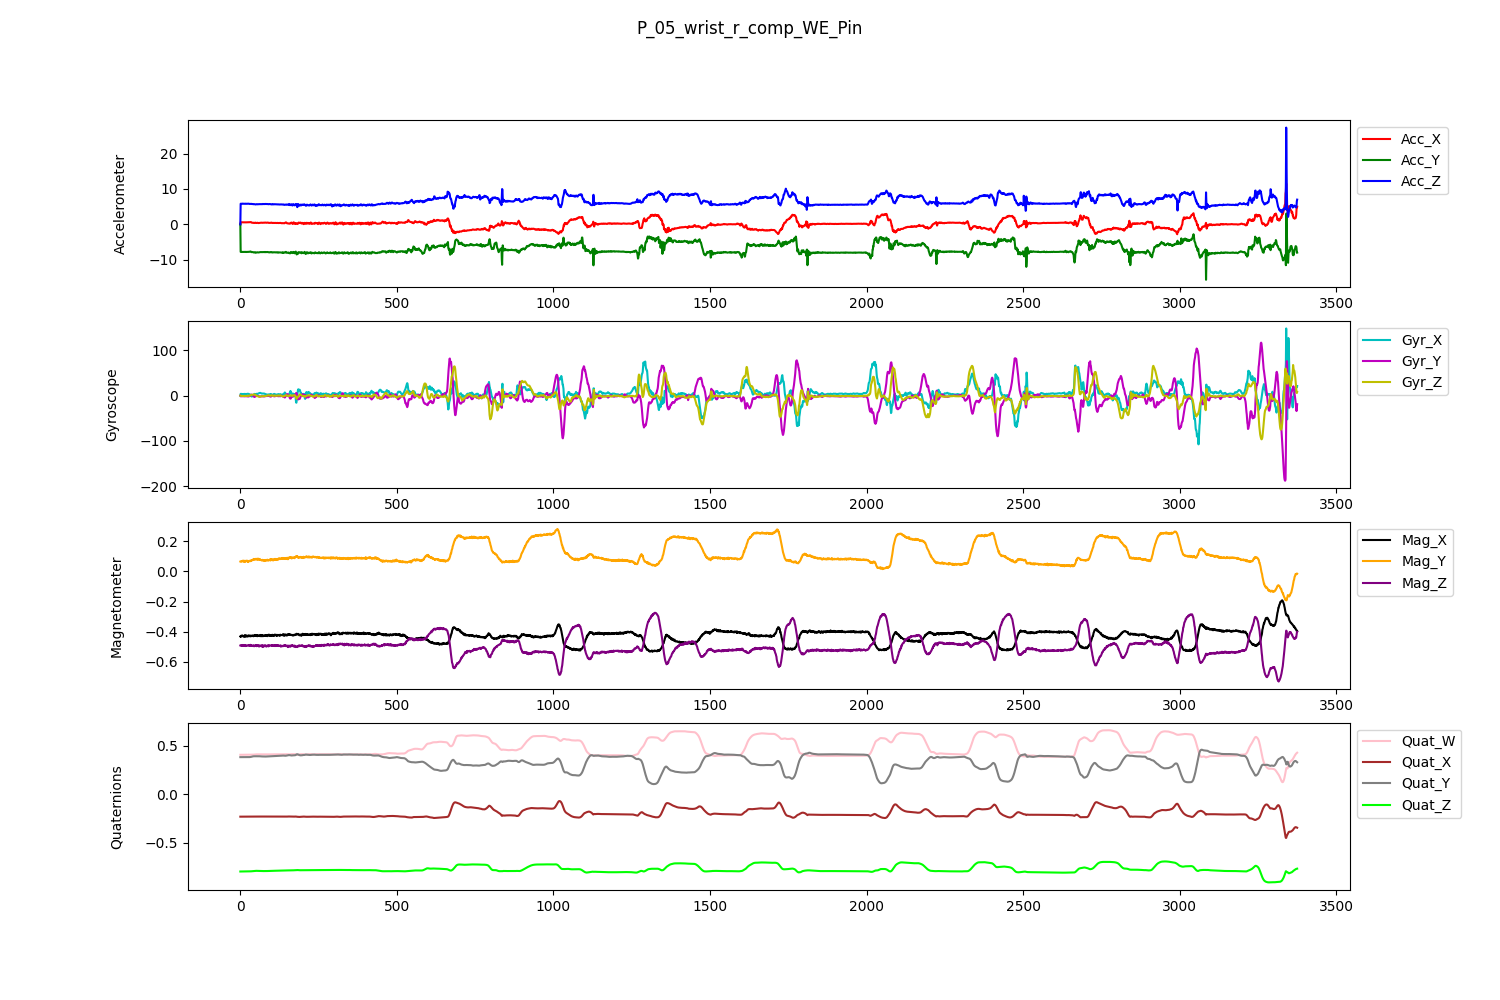 P_05_wrist_r_comp_WE_Pin
Accelerometer
20
10
0
−10
0 500 1000 1500 2000 2500 3000 3500
Acc_X
Acc_Y
Acc_Z
Gyroscope
100
0
−100
−200
0 500 1000 1500 2000 2500 3000 3500
Gyr_X
Gyr_Y
Gyr_Z
Magnetometer
0.2
0.0
−0.2
−0.4
−0.6
0 500 1000 1500 2000 2500 3000 3500
Mag_X
Mag_Y
Mag_Z
Quaternions
0.5
0.0
−0.5
0 500 1000 1500 2000 2500 3000 3500
Quat_W
Quat_X
Quat_Y
Quat_Z